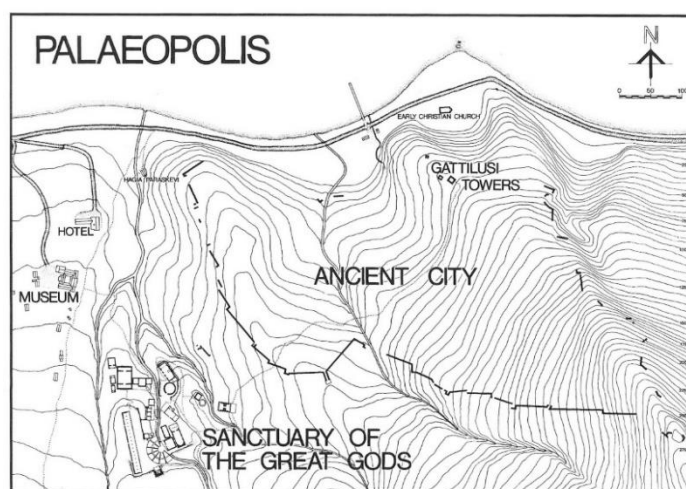 PALAEOPOLIS
N
0 50 100
EARLY CHRISTIAN CHURCH
HAGIA PARASKEVI
GATTILUSI
TOWERS
HOTEL
ANCIENT CITY
MUSEUM
SANCTUARY OF
THE GREAT GODS